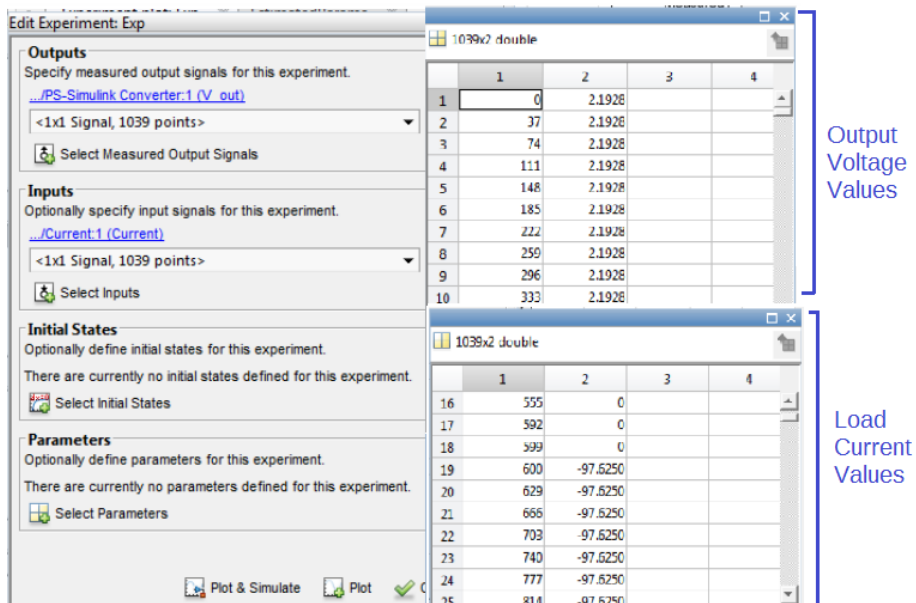 Edit Experiment: Exp
Outputs
Specify measured output signals for this experiment.
.../PS-Simulink Converter:1 (V_out)
<1x1 Signal, 1039 points>
Select Measured Output Signals
Inputs
Optionally specify input signals for this experiment.
.../Current:1 (Current)
<1x1 Signal, 1039 points>
Select Inputs
Initial States
Optionally define initial states for this experiment.
There are currently no initial states defined for this experiment.
Select Initial States
Parameters
Optionally define parameters for this experiment.
There are currently no parameters defined for this experiment.
Select Parameters
Plot & Simulate Plot
1039x2 double
1 2 3 4
1 0 2.1928
2 37 2.1928
3 74 2.1928
4 111 2.1928
5 148 2.1928
6 185 2.1928
7 222 2.1928
8 259 2.1928
9 296 2.1928
10 333 2.1928
Output
Voltage
Values
1039x2 double
1 2 3 4
16 555 0
17 592 0
18 599 0
19 600 -97.6250
20 629 -97.6250
21 666 -97.6250
22 703 -97.6250
23 740 -97.6250
24 777 -97.6250
25 814 -97.6250
Load
Current
Values